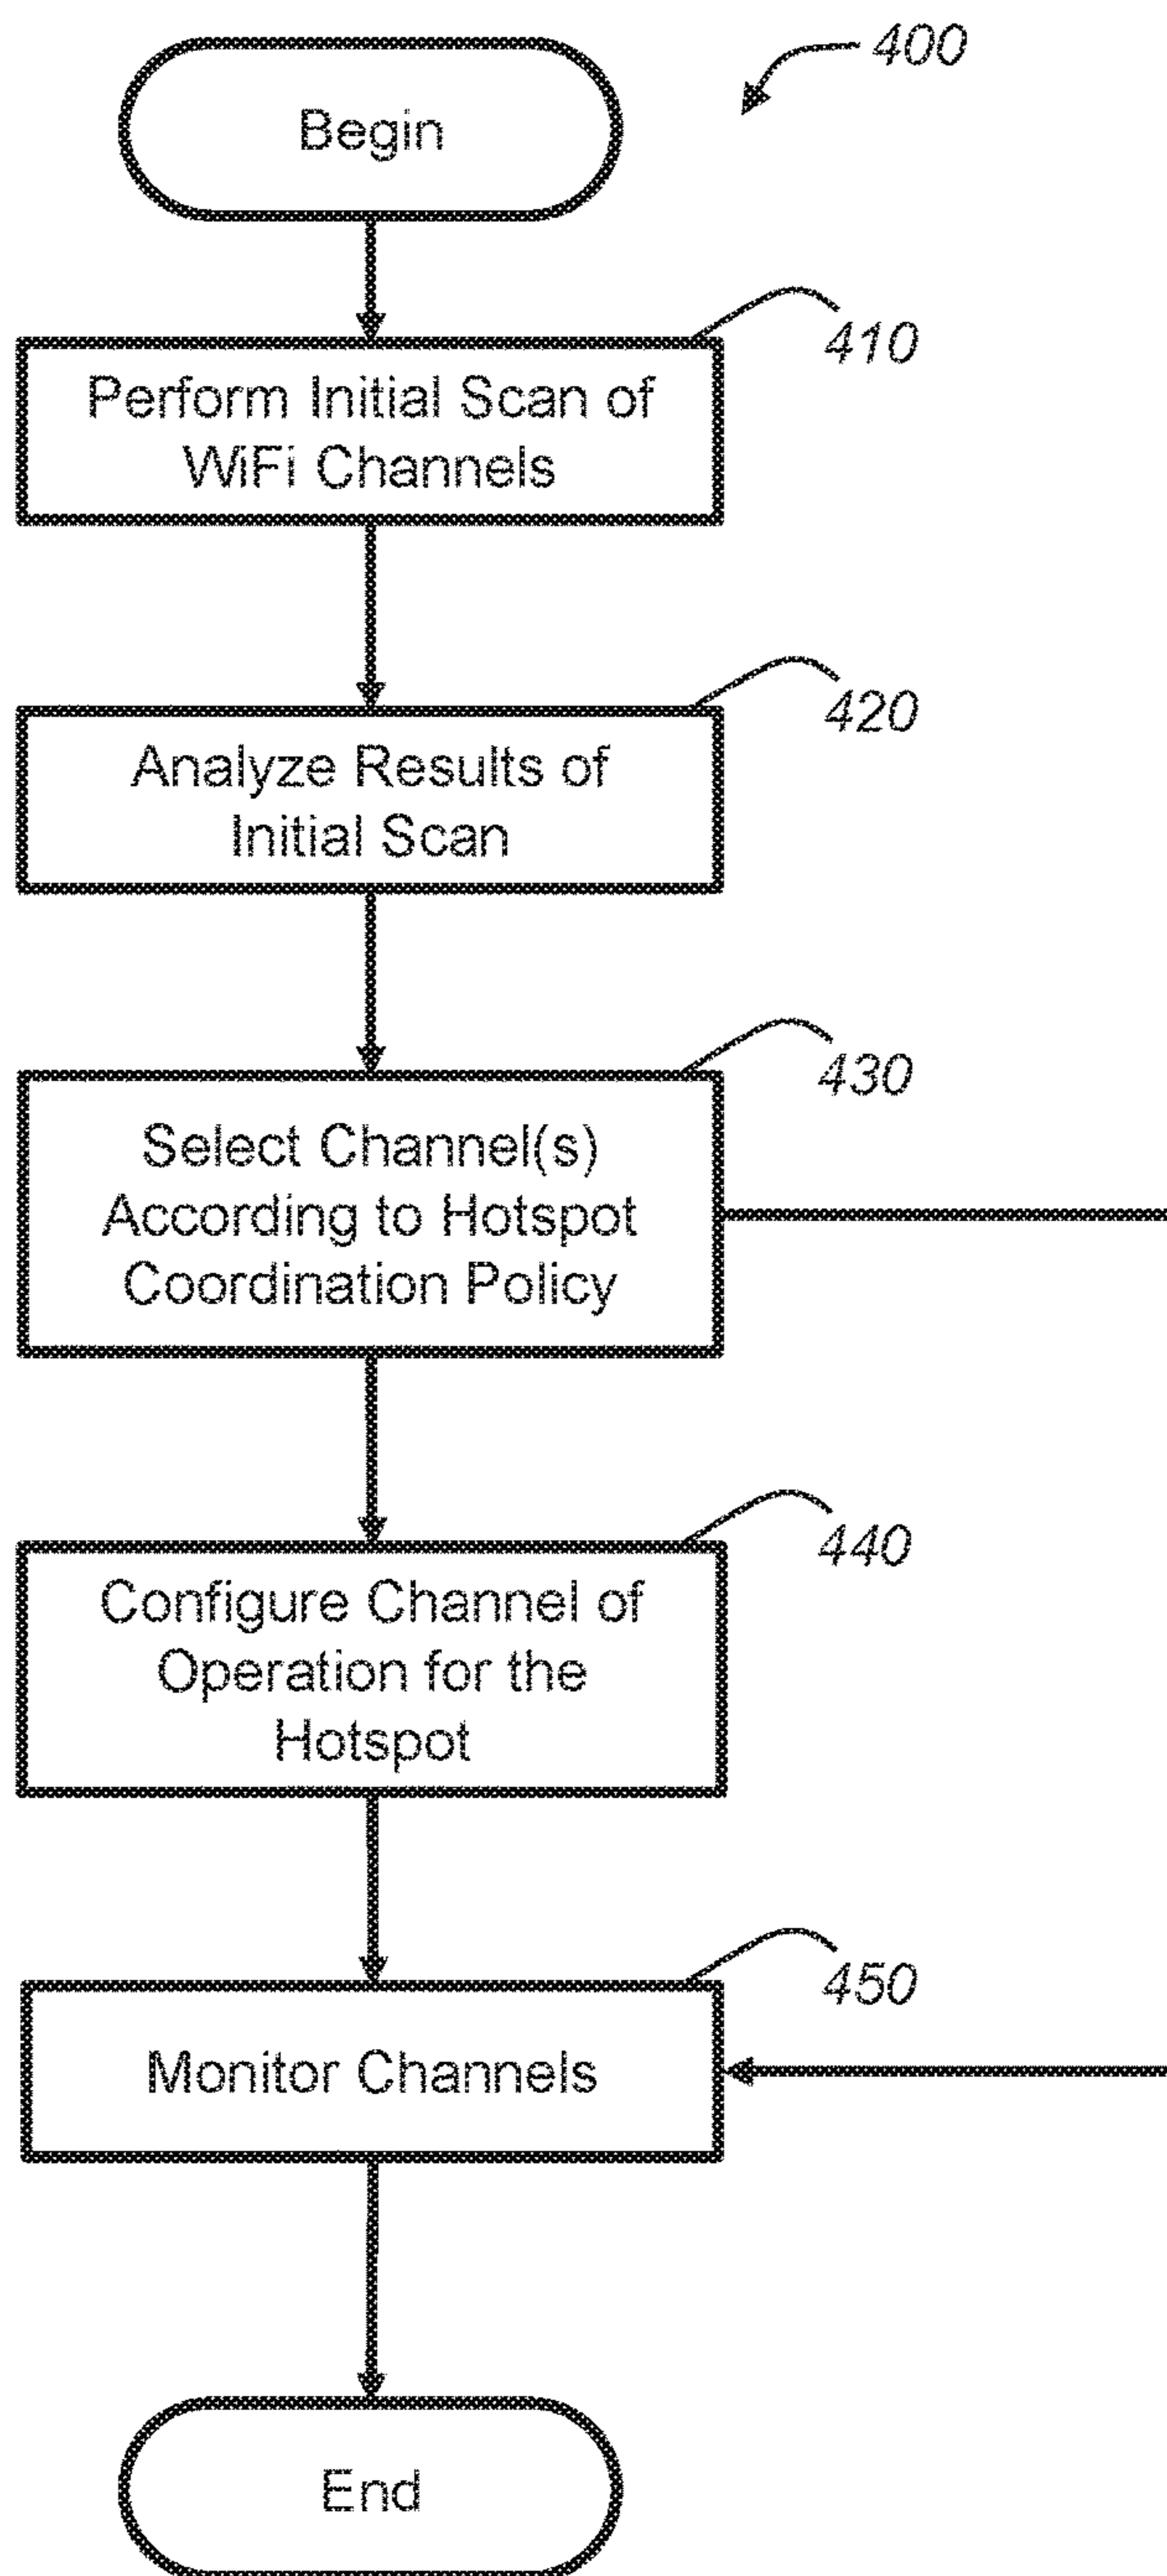 400
Begin
410
Perform Initial Scan of
WiFi Channels
420
Analyze Results of
Initial Scan
430
Select Channel(s)
According to Hotspot
Coordination Policy
440
Configure Channel of
Operation for the
Hotspot
450
Monitor Channels
End